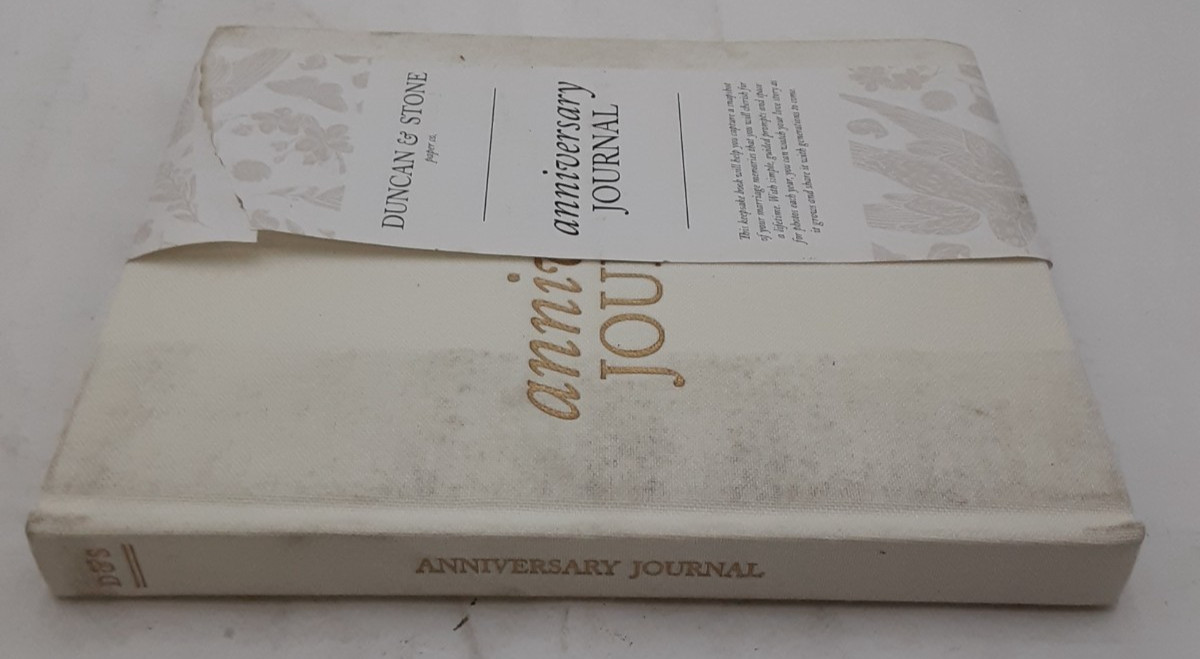 DUNCAN & STONE
paper co.
anniversary
JOURNAL
This keepsake book will help you capture a snapshot
of your marriage memories that you will cherish for
a lifetime. With simple, guided prompts and space
for photos each year, you can watch your love story as
it grows and share it with generations to come.
anni
JOU
D&S
ANNIVERSARY JOURNAL